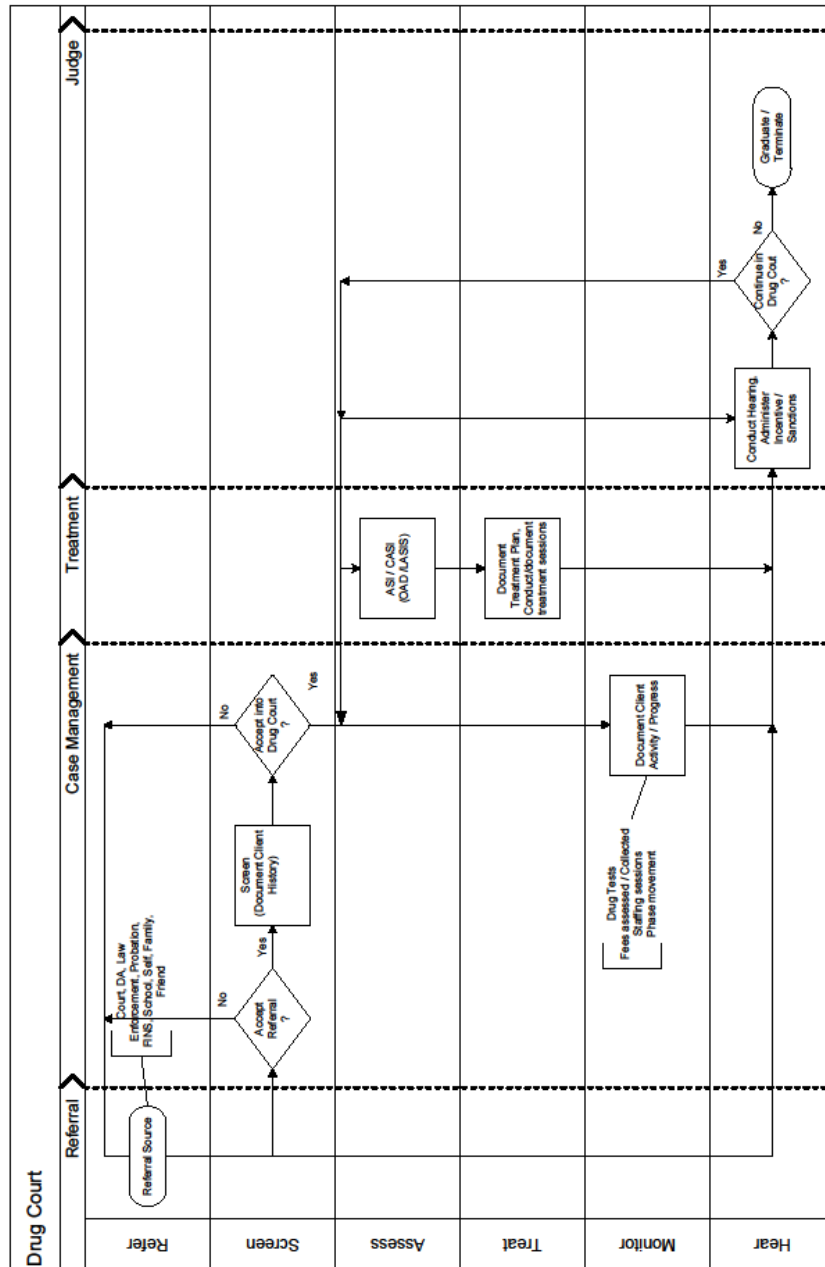 Drug Court
Referral
Case Management
Treatment
Judge
Refer
Screen
Assess
Treat
Monitor
Hear
Referral Source
Court, DA, Law
Enforcement, Probation,
FINS, School, Self, Family,
Friend
Accept
Referral
?
No
Yes
Screen
(Document Client
History)
Accept into
Drug Court
?
No
Yes
ASI / CASI
(OAD /LASIS)
Document
Treatment Plan,
Conduct/document
treatment sessions
Drug Tests
Fees assessed / Collected
Staffing sessions
Phase movement
Document Client
Activity / Progress
Conduct Hearing,
Administer
Incentive /
Sanctions
Continue in
Drug Cout
?
Yes
No
Graduate /
Terminate